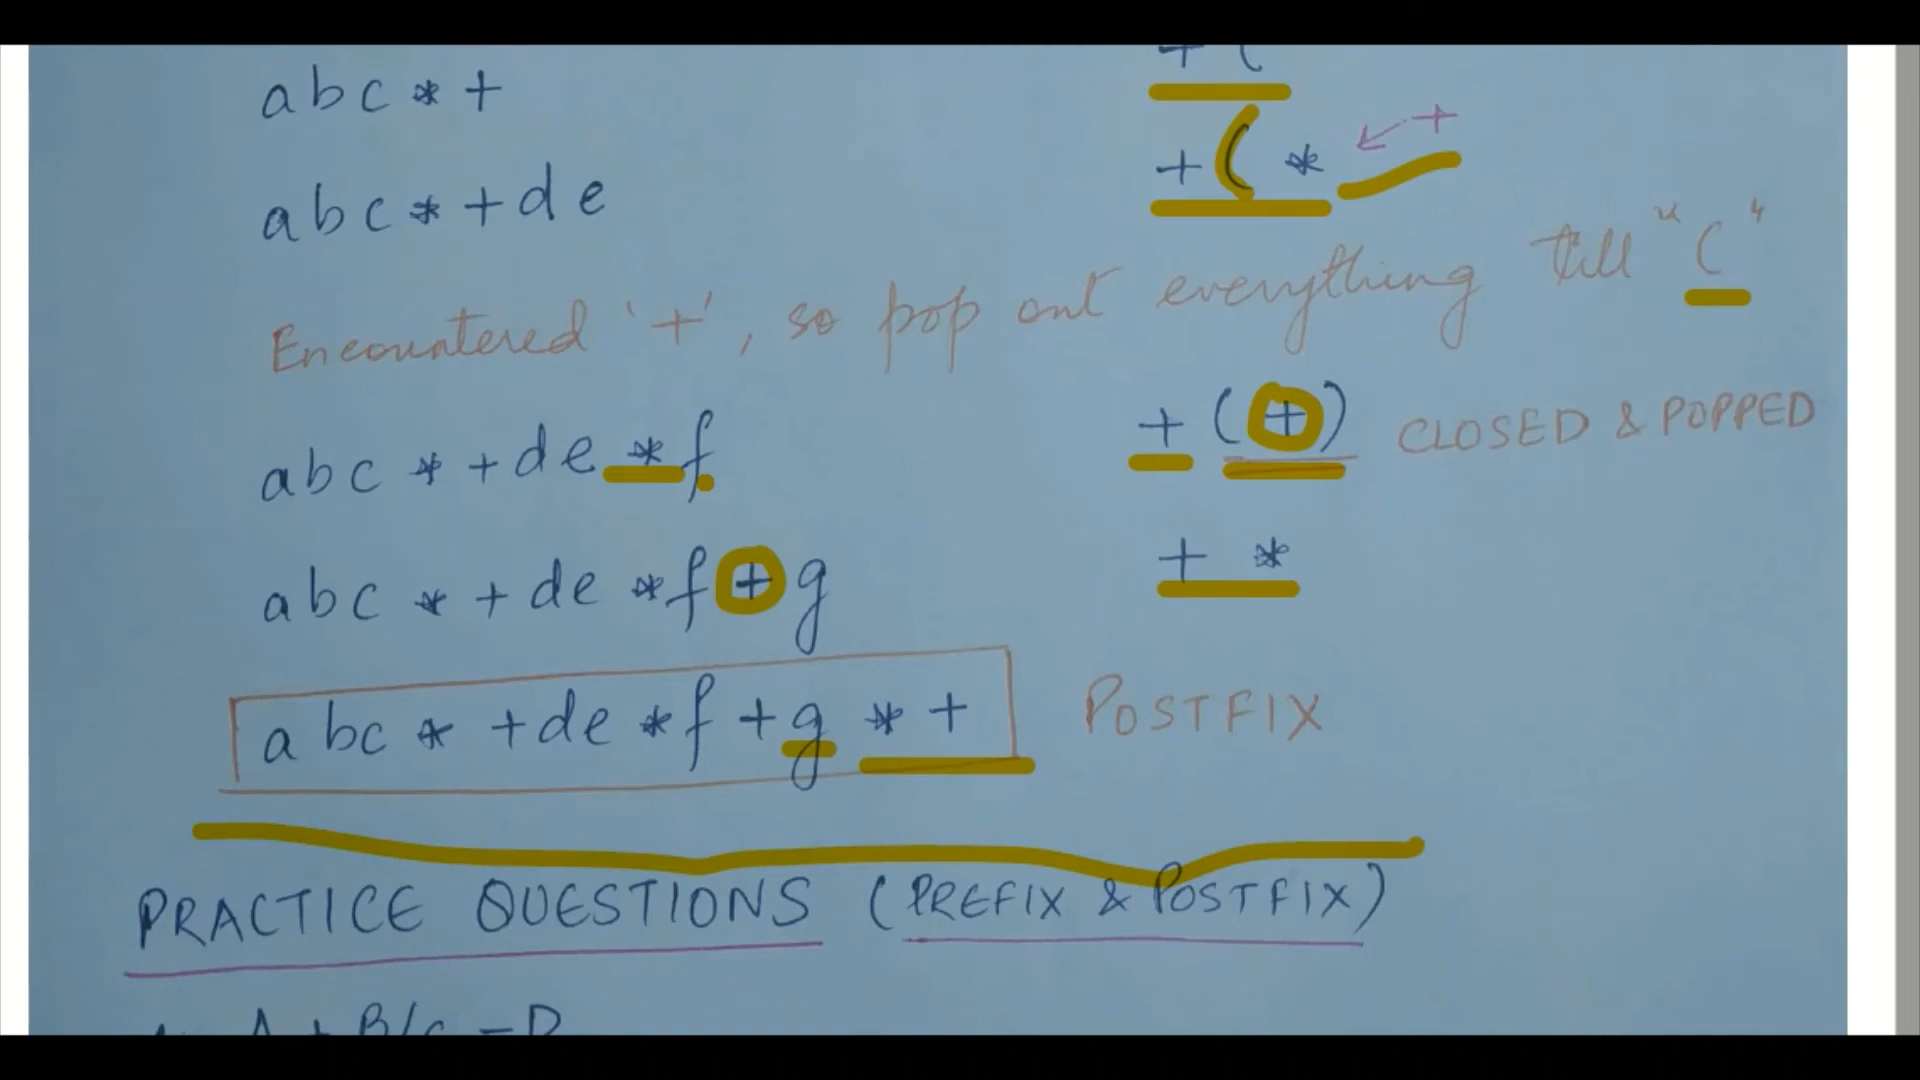 abc*+ +(
abc*+de +(* +
Encountered '+', so pop out everything till "("
abc*+de*f +(+) CLOSED & POPPED
abc*+de*f+g +*
abc*+de*f+g*+ POSTFIX
PRACTICE QUESTIONS (PREFIX & POSTFIX)
A + B/C - D